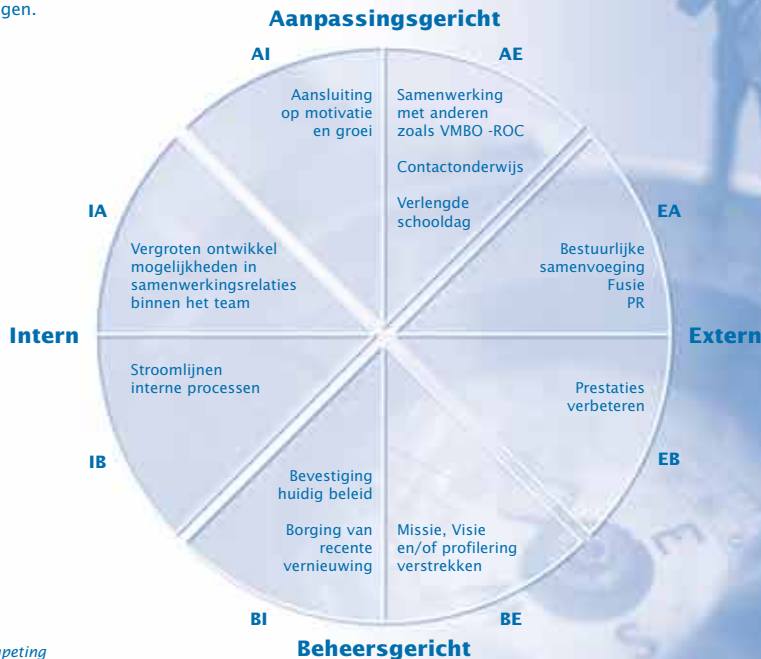 gen.
Aanpassingsgericht
AI
AE
Aansluiting
op motivatie
en groei
Samenwerking
met anderen
zoals VMBO -ROC
Contactonderwijs
Verlengde
schooldag
IA
EA
Vergroten ontwikkel
mogelijkheden in
samenwerkingsrelaties
binnen het team
Bestuurlijke
samenvoeging
Fusie
PR
Intern
Extern
Stroomlijnen
interne processen
Prestaties
verbeteren
IB
EB
Bevestiging
huidig beleid
Borging van
recente
vernieuwing
Missie, Visie
en/of profilering
verstrekken
BI
BE
Beheersgericht
peting